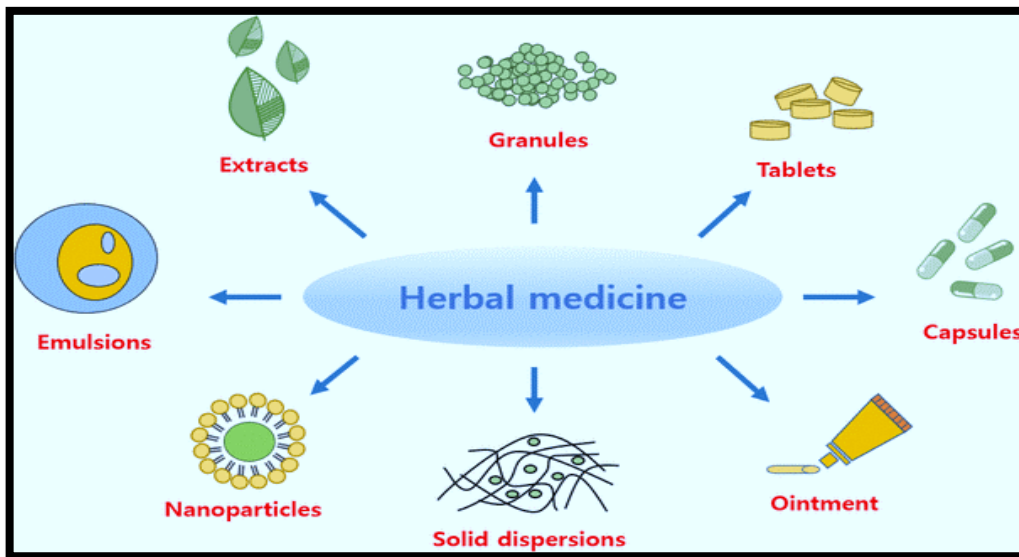 Granules
Extracts
Tablets
Herbal medicine
Emulsions
Capsules
Nanoparticles
Ointment
Solid dispersions